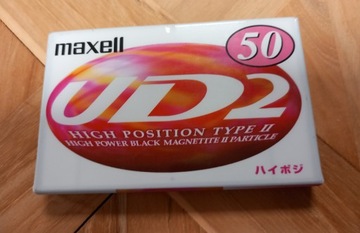 maxell
50
UD2
HIGH POSITION TYPE II
HIGH POWER BLACK MAGNETITE II PARTICLE
ハイポジ